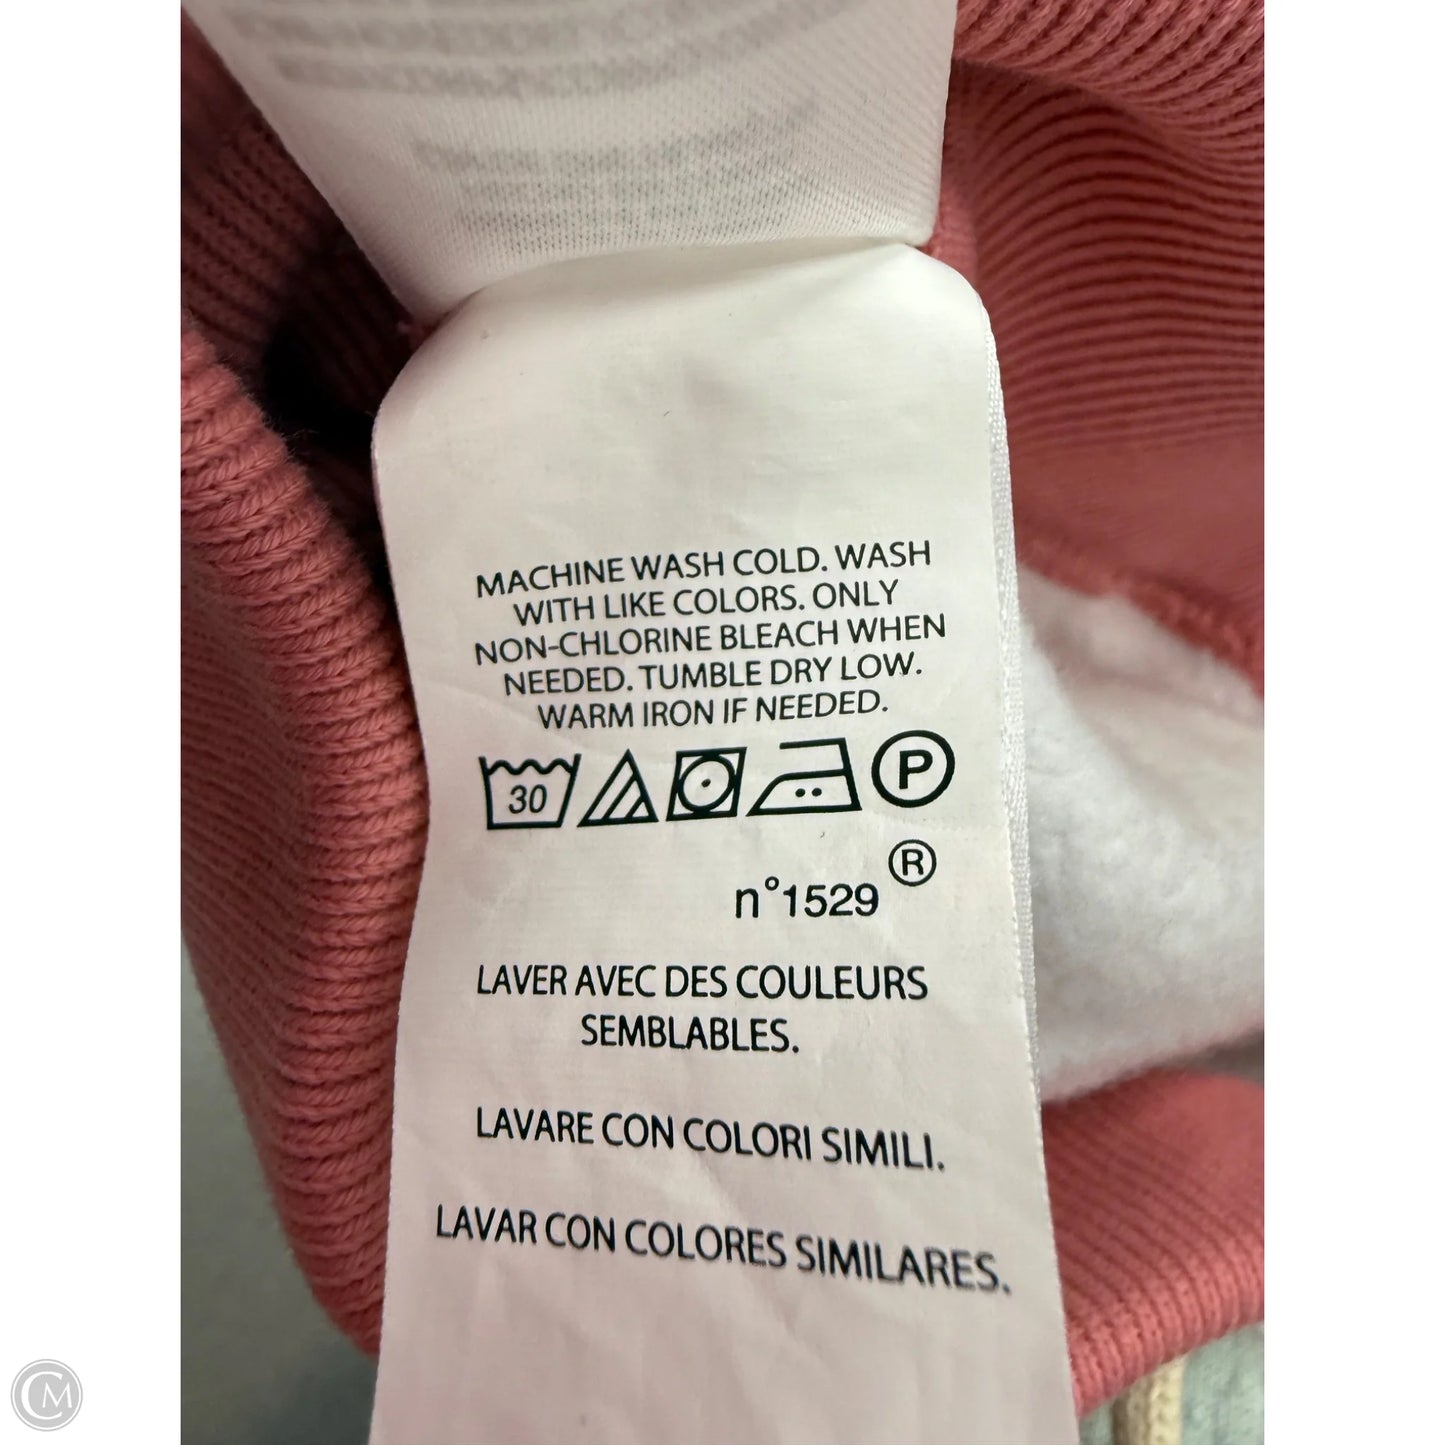 MACHINE WASH COLD. WASH
WITH LIKE COLORS. ONLY
NON-CHLORINE BLEACH WHEN
NEEDED. TUMBLE DRY LOW.
WARM IRON IF NEEDED.
30 P
®
n°1529
LAVER AVEC DES COULEURS
SEMBLABLES.
LAVARE CON COLORI SIMILI.
LAVAR CON COLORES SIMILARES.
CM